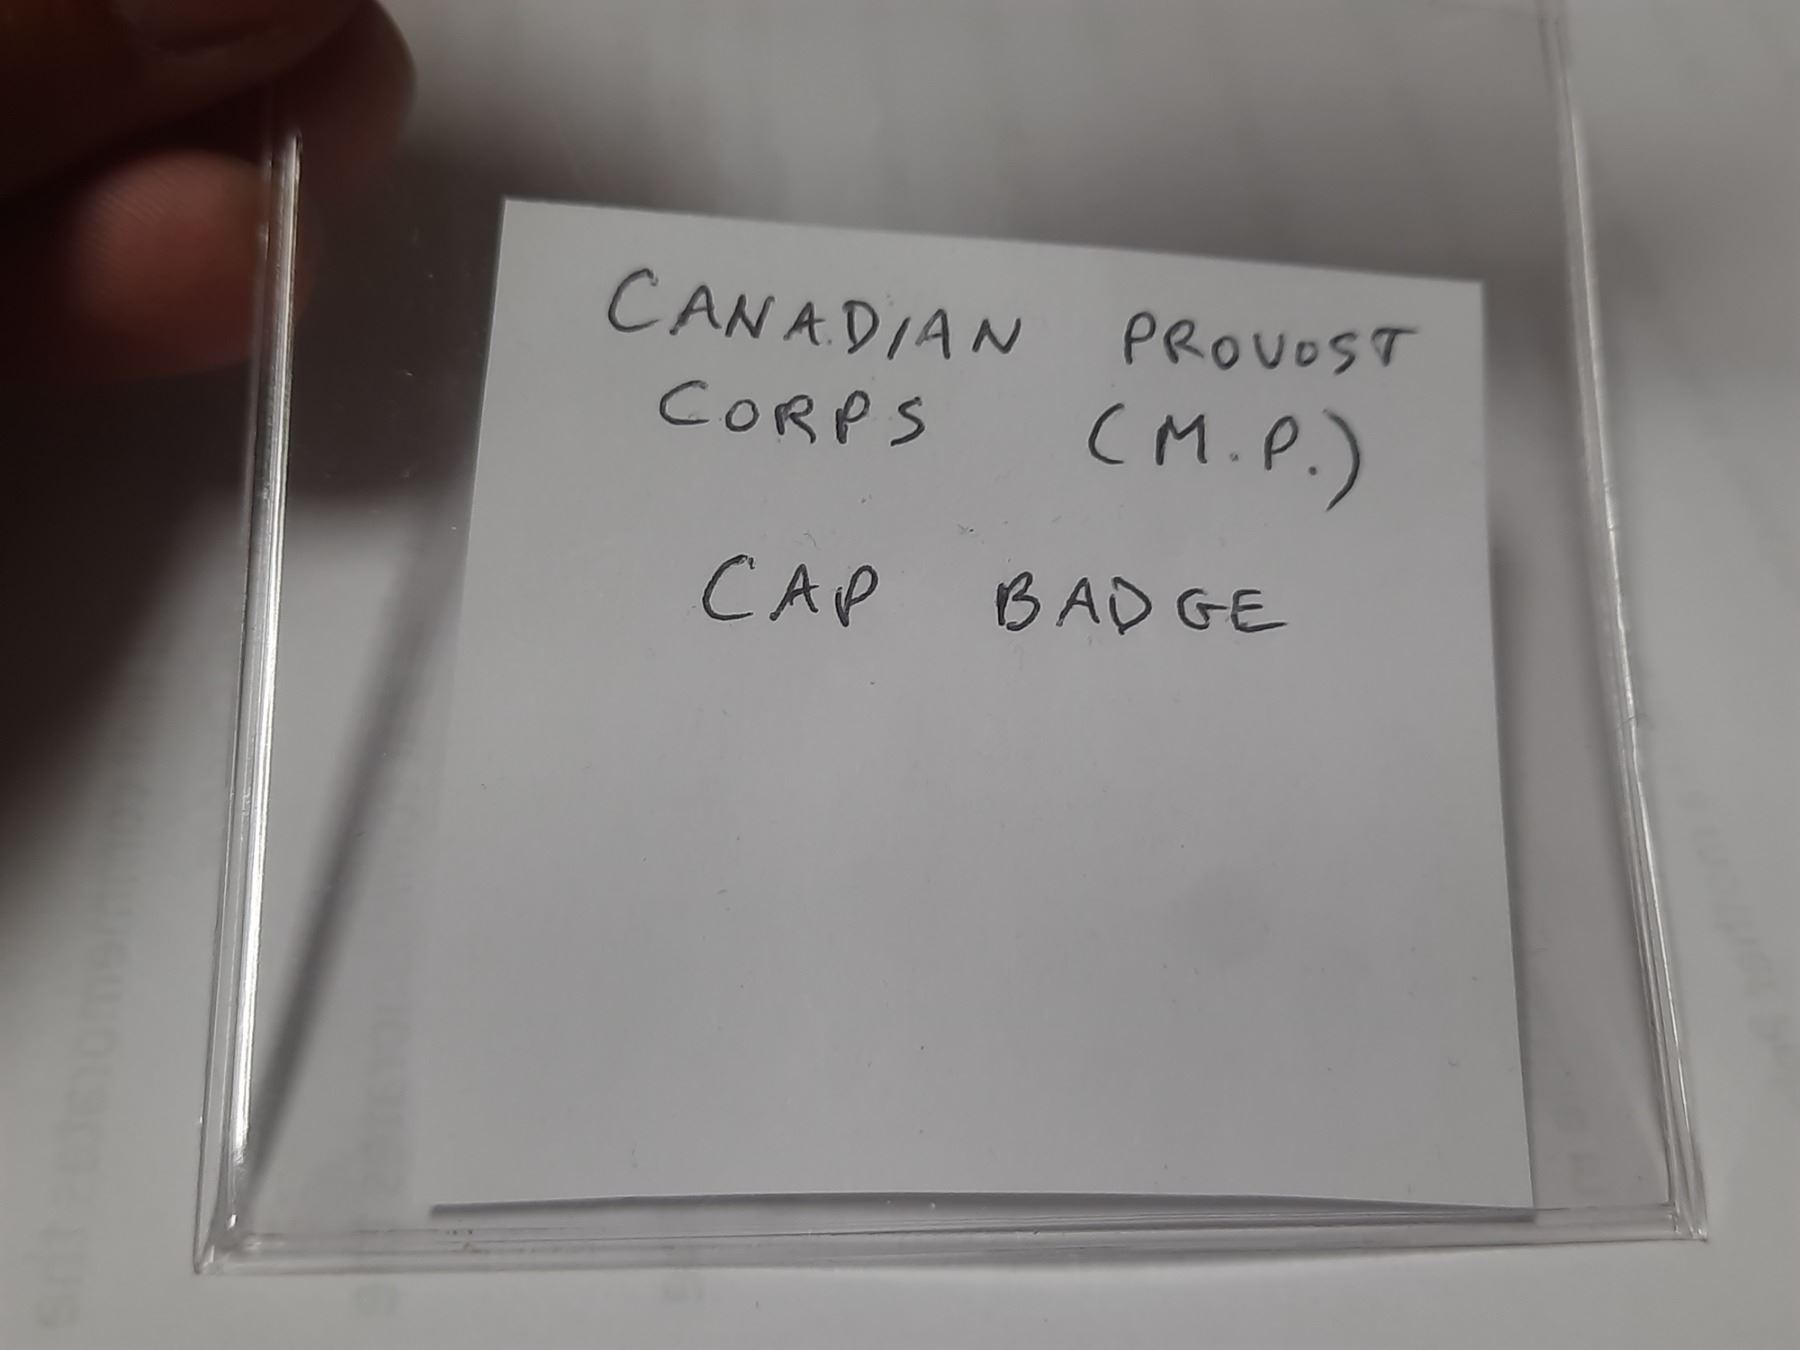 CANADIAN PROVOST
CORPS (M.P.)
CAP BADGE